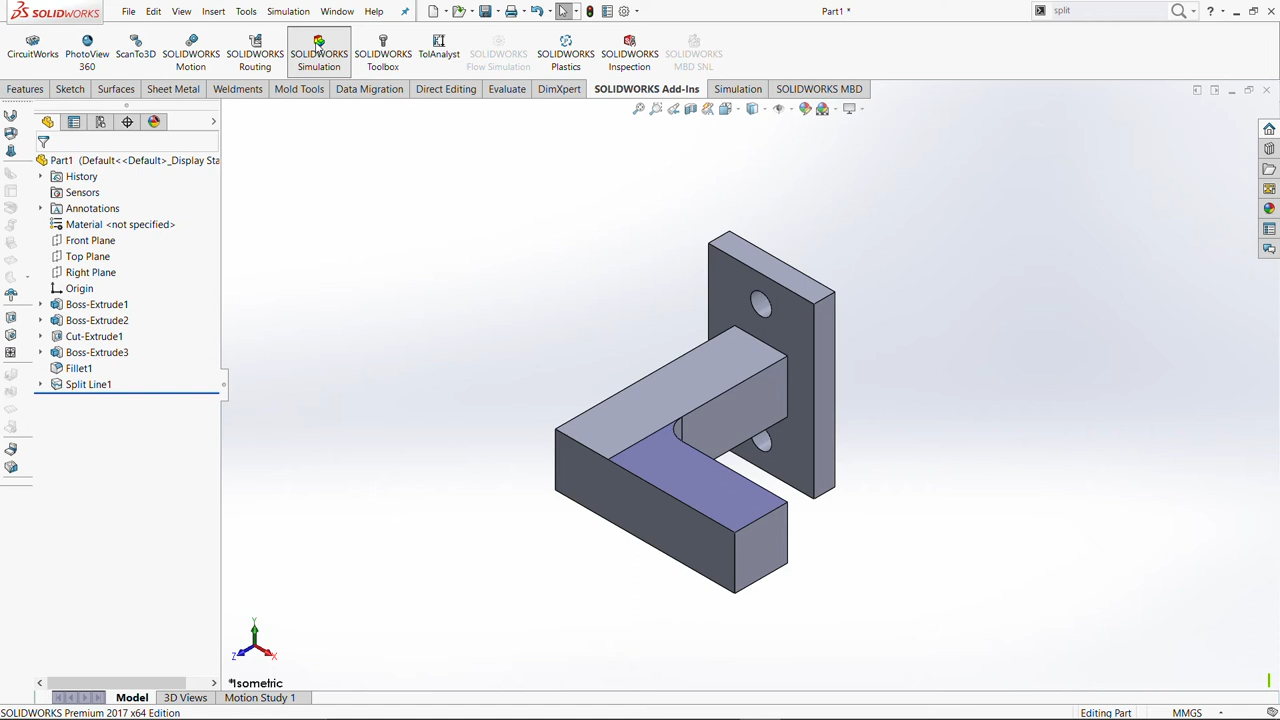 SOLIDWORKS File Edit View Insert Tools Simulation Window Help Part1 * split
CircuitWorks PhotoView 360 ScanTo3D SOLIDWORKS Motion SOLIDWORKS Routing SOLIDWORKS Simulation SOLIDWORKS Toolbox TolAnalyst SOLIDWORKS Flow Simulation SOLIDWORKS Plastics SOLIDWORKS Inspection SOLIDWORKS MBD SNL
Features Sketch Surfaces Sheet Metal Weldments Mold Tools Data Migration Direct Editing Evaluate DimXpert SOLIDWORKS Add-Ins Simulation SOLIDWORKS MBD
Part1 (Default<<Default>_Display Sta
History
Sensors
Annotations
Material <not specified>
Front Plane
Top Plane
Right Plane
Origin
Boss-Extrude1
Boss-Extrude2
Cut-Extrude1
Boss-Extrude3
Fillet1
Split Line1
Y
Z X
*Isometric
Model 3D Views Motion Study 1
SOLIDWORKS Premium 2017 x64 Edition Editing Part MMGS